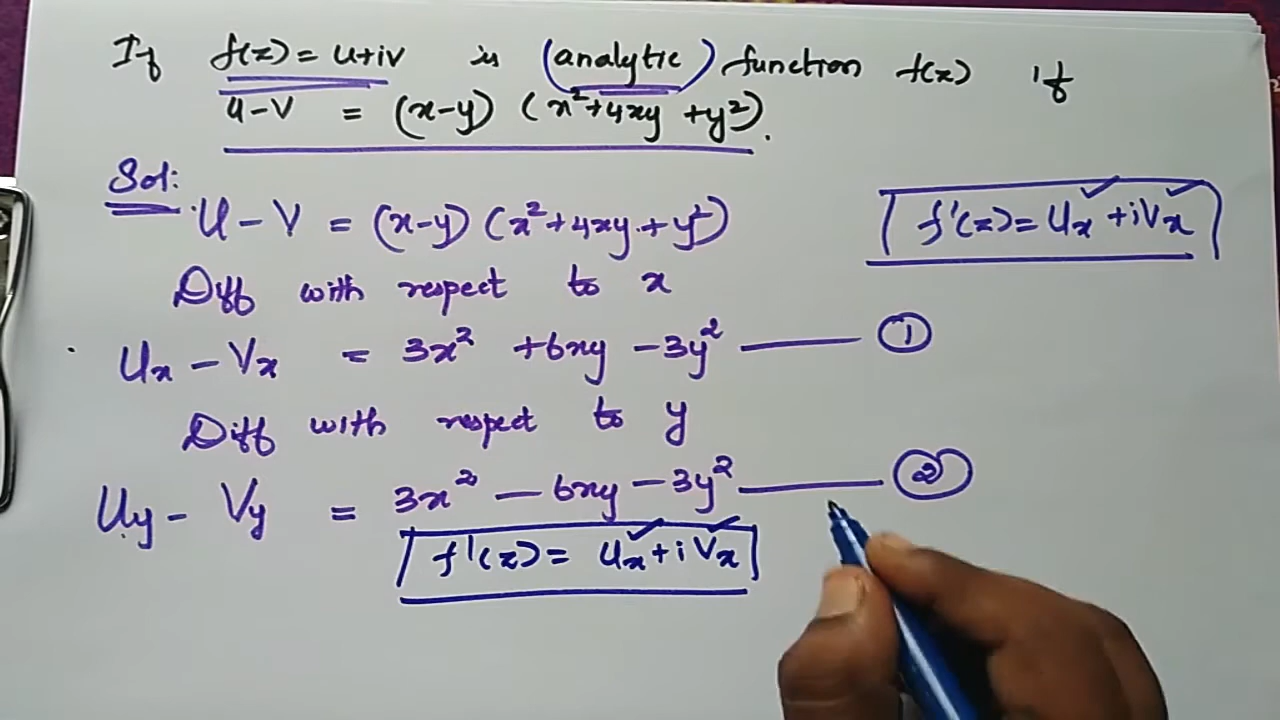 If f(z) = u+iv is (analytic) function f(z) if
u-v = (x-y) (x²+4xy+y²).
Sol:
U-V = (x-y) (x²+4xy+y²)
f'(z) = Ux + iVx
Diff with respect to x
Ux - Vx = 3x² + 6xy - 3y² —— ①
Diff with respect to y
Uy - Vy = 3x² - 6xy - 3y² —— ②
f'(z) = Ux + iVx